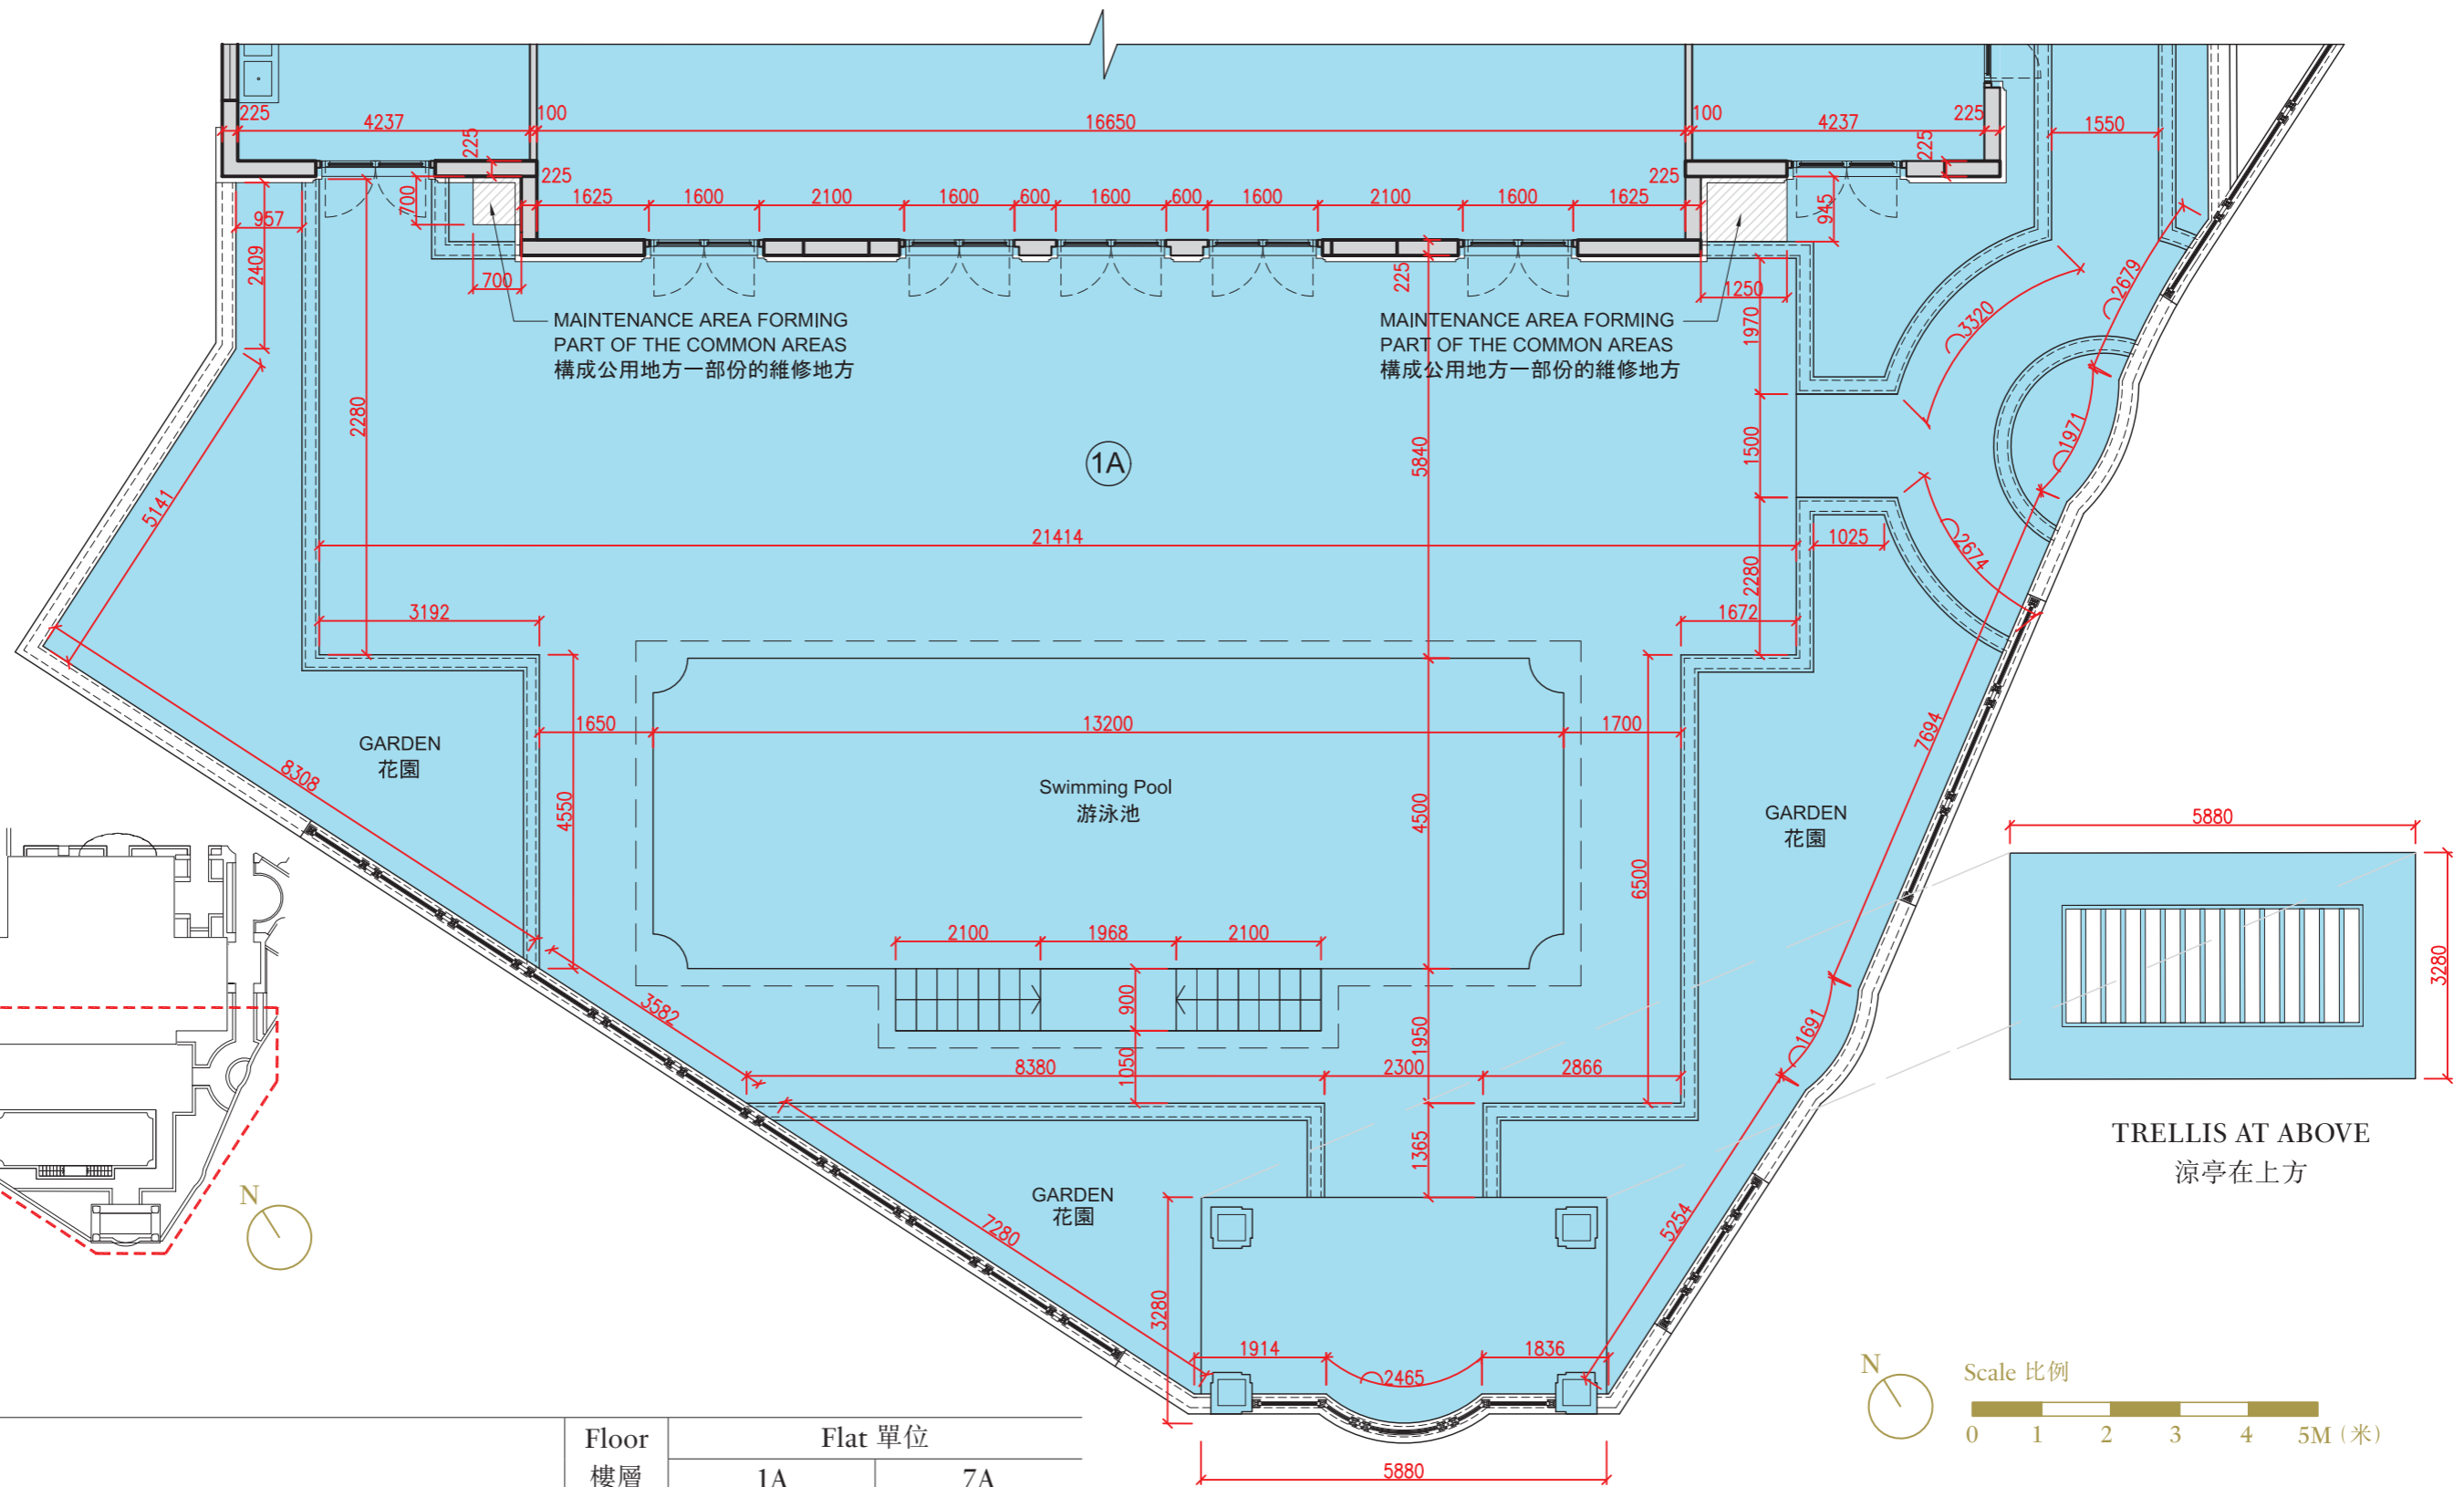 225
4237
100
16650
100
4237
225
1550
225
225
225
225
700
1625
1600
2100
1600
600
1600
600
1600
2100
1600
1625
945
957
2409
700
225
1250
2679
3320
1970
MAINTENANCE AREA FORMING
PART OF THE COMMON AREAS
構成公用地方一部份的維修地方
MAINTENANCE AREA FORMING
PART OF THE COMMON AREAS
構成公用地方一部份的維修地方
2280
5840
1500
1971
1A
5141
21414
1025
2674
2280
3192
1672
1650
13200
1700
7694
GARDEN
花園
8308
4550
Swimming Pool
游泳池
4500
6500
GARDEN
花園
5880
3280
2100
1968
2100
900
3582
1950
1691
1050
8380
2300
2866
1365
TRELLIS AT ABOVE
涼亭在上方
N
GARDEN
花園
7280
5254
3280
1914
2465
1836
5880
N
Scale 比例
0 1 2 3 4 5M (米)
Floor
樓層
Flat 單位
1A
7A